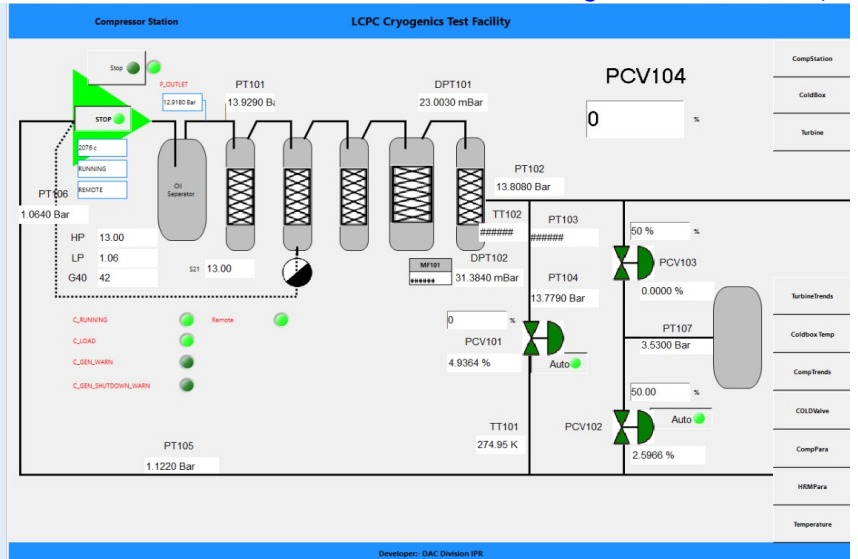 Compressor Station
LCPC Cryogenics Test Facility
Stop
P_OUTLET
12.9180 Bar
PT101
13.9290 Ba
DPT101
23.0030 mBar
PCV104
0
%
CompStation
ColdBox
Turbine
STOP
2076 c
RUNNING
REMOTE
PT106
1.0640 Bar
Oil
Separator
PT102
13.8080 Bar
TT102
######
PT103
######
50 %
%
PCV103
0.0000 %
HP 13.00
LP 1.06
G40 42
S21 13.00
MF101
######
DPT102
31.3840 mBar
PT104
13.7790 Bar
C_RUNNING
Remote
C_LOAD
C_GEN_WARN
C_GEN_SHUTDOWN_WARN
0
%
PCV101
4.9364 %
Auto
PT107
3.5300 Bar
50.00
%
PCV102
Auto
2.5966 %
TT101
274.95 K
PT105
1.1220 Bar
TurbineTrends
Coldbox Temp
CompTrends
COLDValve
CompPara
HRMPara
Temperature
Developer:- DAC Division IPR